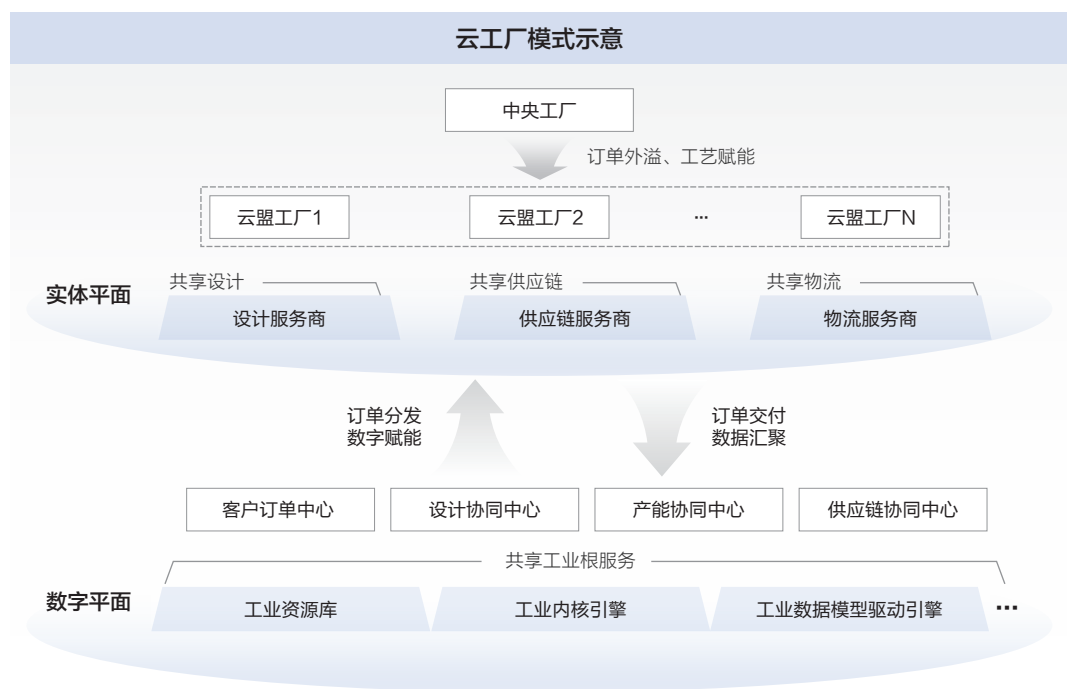 云工厂模式示意
中央工厂
订单外溢、工艺赋能
云盟工厂1
云盟工厂2
...
云盟工厂N
实体平面
共享设计
共享供应链
共享物流
设计服务商
供应链服务商
物流服务商
订单分发
数字赋能
订单交付
数据汇聚
客户订单中心
设计协同中心
产能协同中心
供应链协同中心
共享工业根服务
数字平面
工业资源库
工业内核引擎
工业数据模型驱动引擎
...